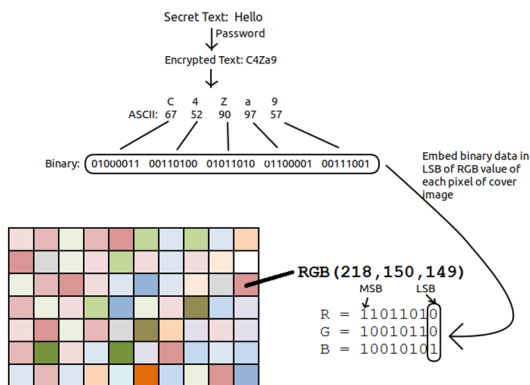 Secret Text: Hello
Password
Encrypted Text: C4Za9
C 4 Z a 9
ASCII: 67 52 90 97 57
Binary: 01000011 00110100 01011010 01100001 00111001
Embed binary data in
LSB of RGB value of
each pixel of cover
image
RGB(218,150,149)
MSB LSB
R = 11011010
G = 10010110
B = 10010101